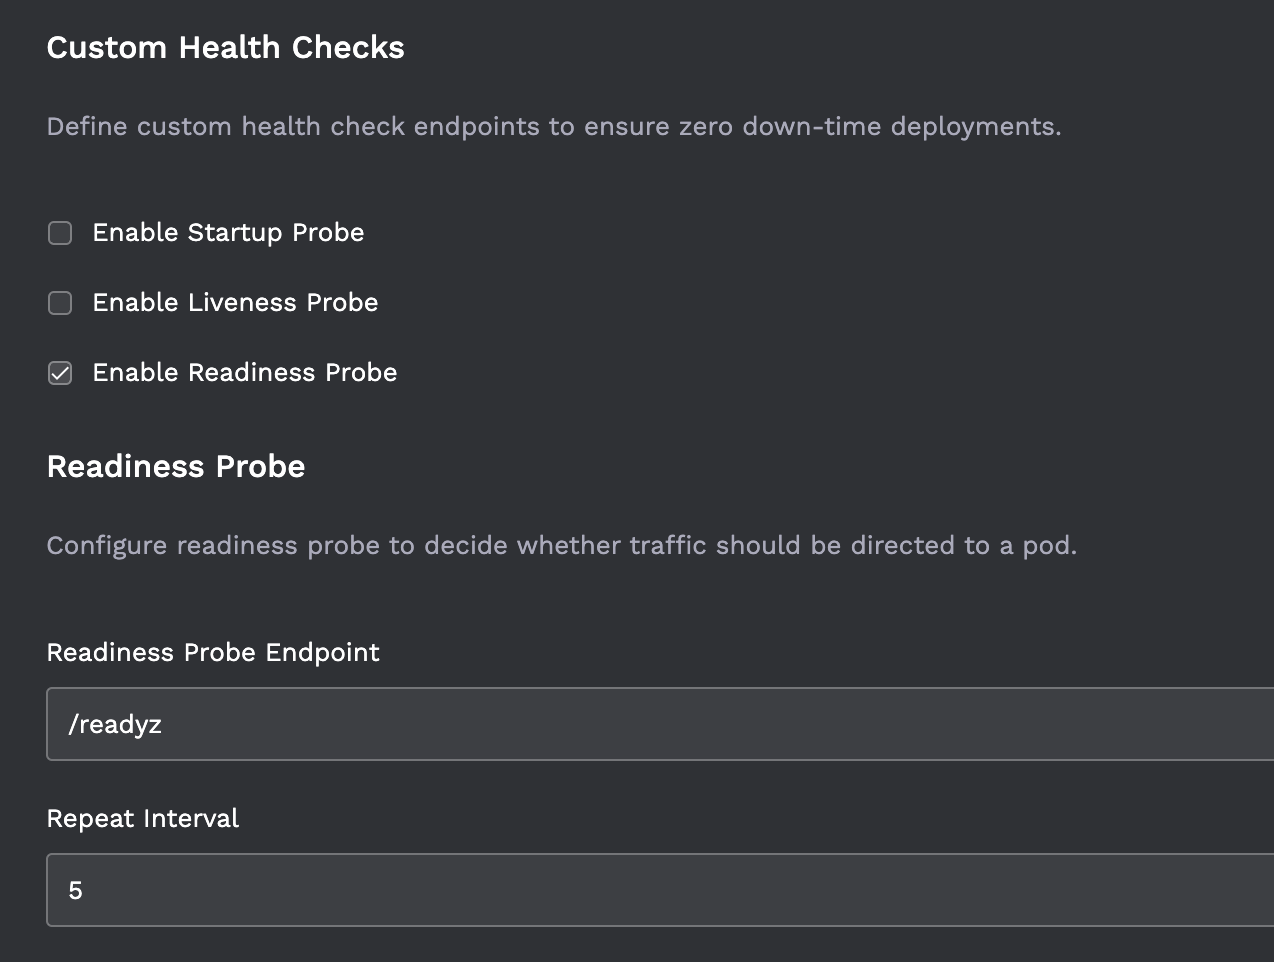 Custom Health Checks
Define custom health check endpoints to ensure zero down-time deployments.
Enable Startup Probe
Enable Liveness Probe
Enable Readiness Probe
Readiness Probe
Configure readiness probe to decide whether traffic should be directed to a pod.
Readiness Probe Endpoint
/readyz
Repeat Interval
5